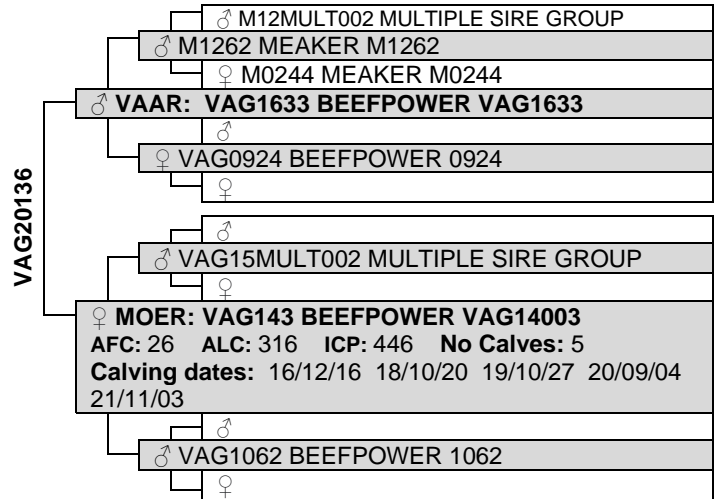 ♂ M12MULT002 MULTIPLE SIRE GROUP
♂ M1262 MEAKER M1262
♀ M0244 MEAKER M0244
♂ VAAR: VAG1633 BEEFPOWER VAG1633
♂
♀ VAG0924 BEEFPOWER 0924
♀
VAG20136
♂
♂ VAG15MULT002 MULTIPLE SIRE GROUP
♀
♀ MOER: VAG143 BEEFPOWER VAG14003
AFC: 26 ALC: 316 ICP: 446 No Calves: 5
Calving dates: 16/12/16 18/10/20 19/10/27 20/09/04
21/11/03
♂
♂ VAG1062 BEEFPOWER 1062
♀